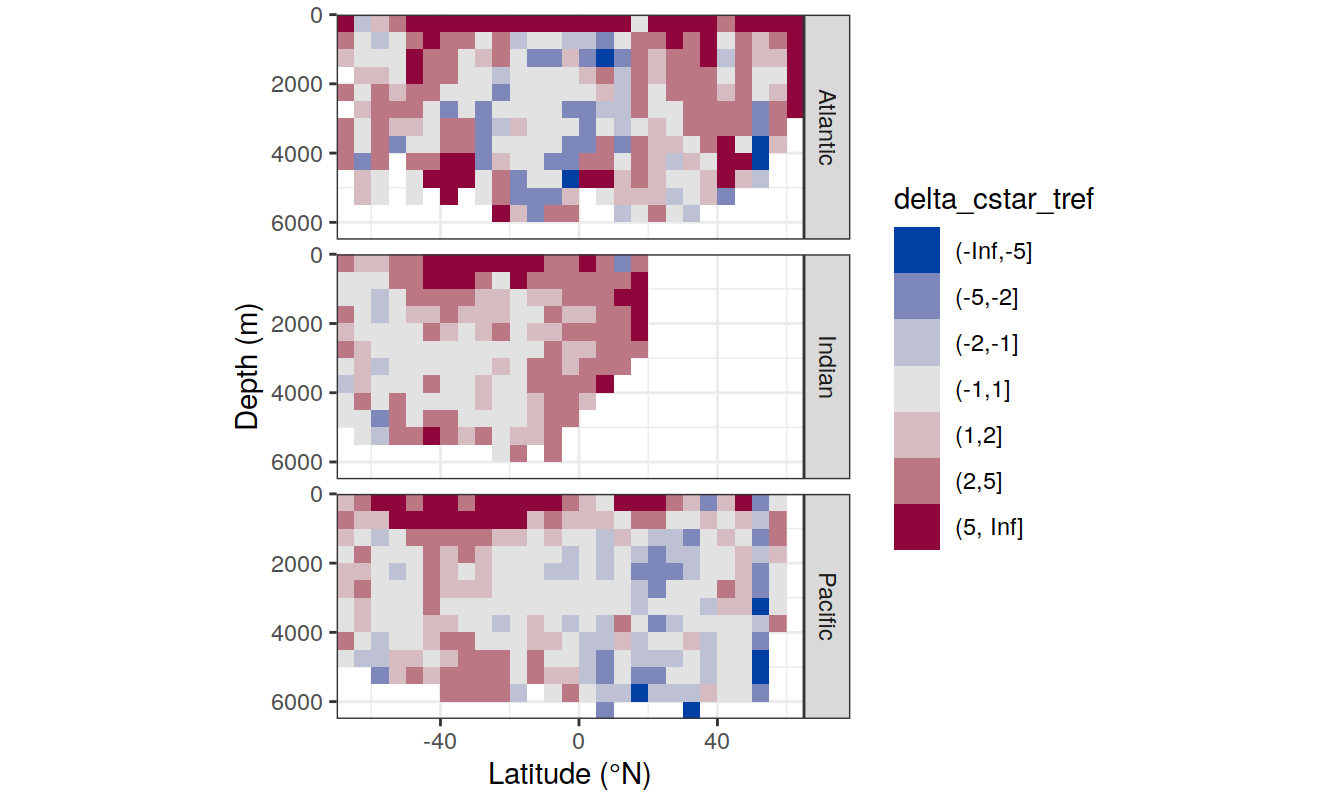 0
2000
4000
6000
Atlantic
0
2000
4000
6000
Indian
0
2000
4000
6000
Pacific
-40
0
40
Latitude (°N)
Depth (m)
delta_cstar_tref
(-Inf,-5]
(-5,-2]
(-2,-1]
(-1,1]
(1,2]
(2,5]
(5, Inf]